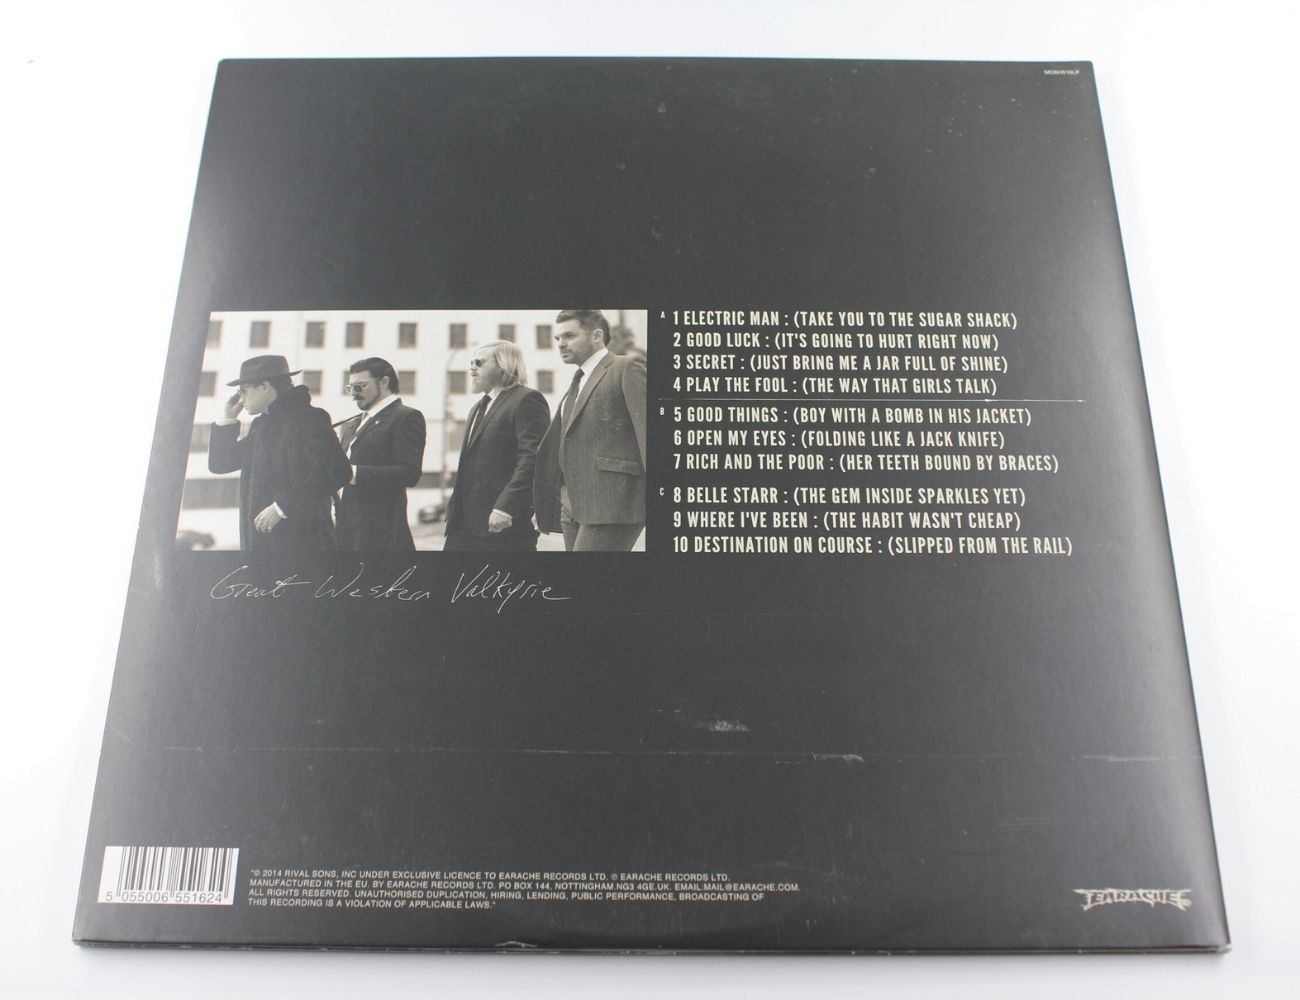 MOSH516LP
A 1 ELECTRIC MAN : (TAKE YOU TO THE SUGAR SHACK)
2 GOOD LUCK : (IT'S GOING TO HURT RIGHT NOW)
3 SECRET : (JUST BRING ME A JAR FULL OF SHINE)
4 PLAY THE FOOL : (THE WAY THAT GIRLS TALK)
B 5 GOOD THINGS : (BOY WITH A BOMB IN HIS JACKET)
6 OPEN MY EYES : (FOLDING LIKE A JACK KNIFE)
7 RICH AND THE POOR : (HER TEETH BOUND BY BRACES)
C 8 BELLE STARR : (THE GEM INSIDE SPARKLES YET)
9 WHERE I'VE BEEN : (THE HABIT WASN'T CHEAP)
10 DESTINATION ON COURSE : (SLIPPED FROM THE RAIL)
Great Western Valkyrie
5 055006 551624
"© 2014 RIVAL SONS, INC UNDER EXCLUSIVE LICENCE TO EARACHE RECORDS LTD. ℗ EARACHE RECORDS LTD.
MANUFACTURED IN THE EU. BY EARACHE RECORDS LTD. PO BOX 144, NOTTINGHAM.NG3 4GE.UK. EMAIL:MAIL@EARACHE.COM.
ALL RIGHTS RESERVED. UNAUTHORISED DUPLICATION, HIRING, LENDING, PUBLIC PERFORMANCE, BROADCASTING OF
THIS RECORDING IS A VIOLATION OF APPLICABLE LAWS."
EARACHE